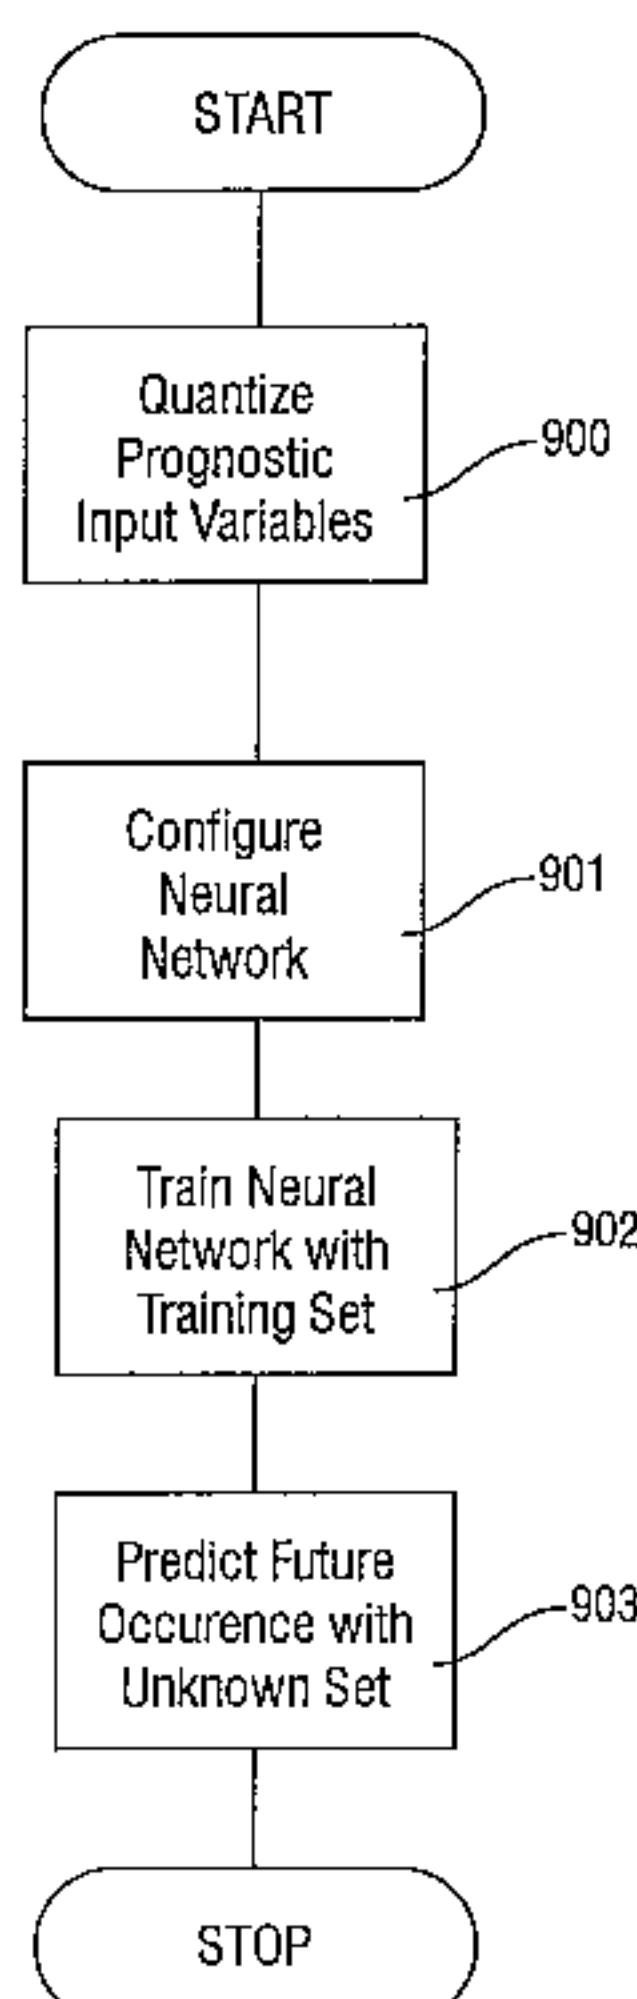 START
Quantize
Prognostic
Input Variables
900
Configure
Neural
Network
901
Train Neural
Network with
Training Set
902
Predict Future
Occurence with
Unknown Set
903
STOP